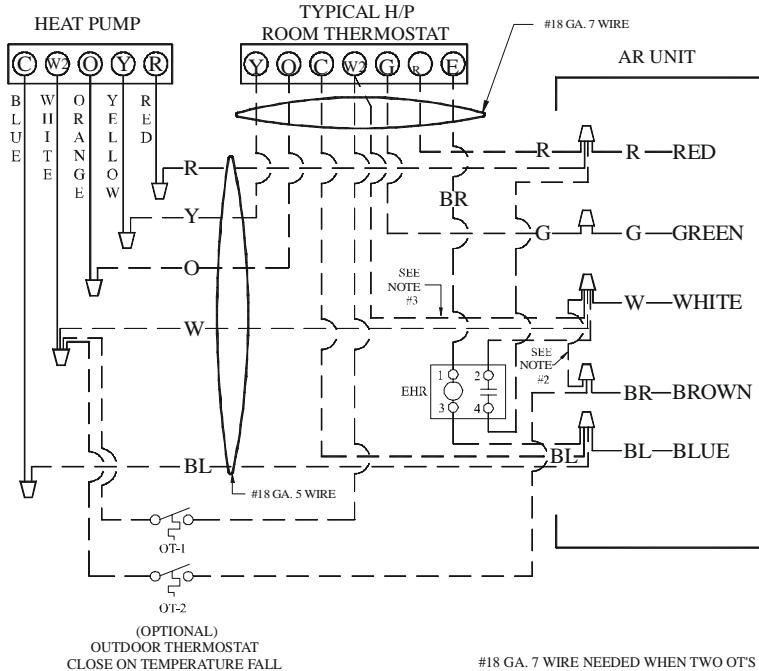 HEAT PUMP
C W2 O Y R
BLUE
WHITE
ORANGE
YELLOW
RED
TYPICAL H/P
ROOM THERMOSTAT
Y O C W2 G R E
#18 GA. 7 WIRE
AR UNIT
R
R
R
RED
BR
Y
G
G
GREEN
O
SEE
NOTE
#3
W
W
WHITE
SEE
NOTE
#2
EHR
1
2
3
4
BR
BROWN
BL
BL
BL
BLUE
#18 GA. 5 WIRE
OT-1
OT-2
(OPTIONAL)
OUTDOOR THERMOSTAT
CLOSE ON TEMPERATURE FALL
#18 GA. 7 WIRE NEEDED WHEN TWO OT'S